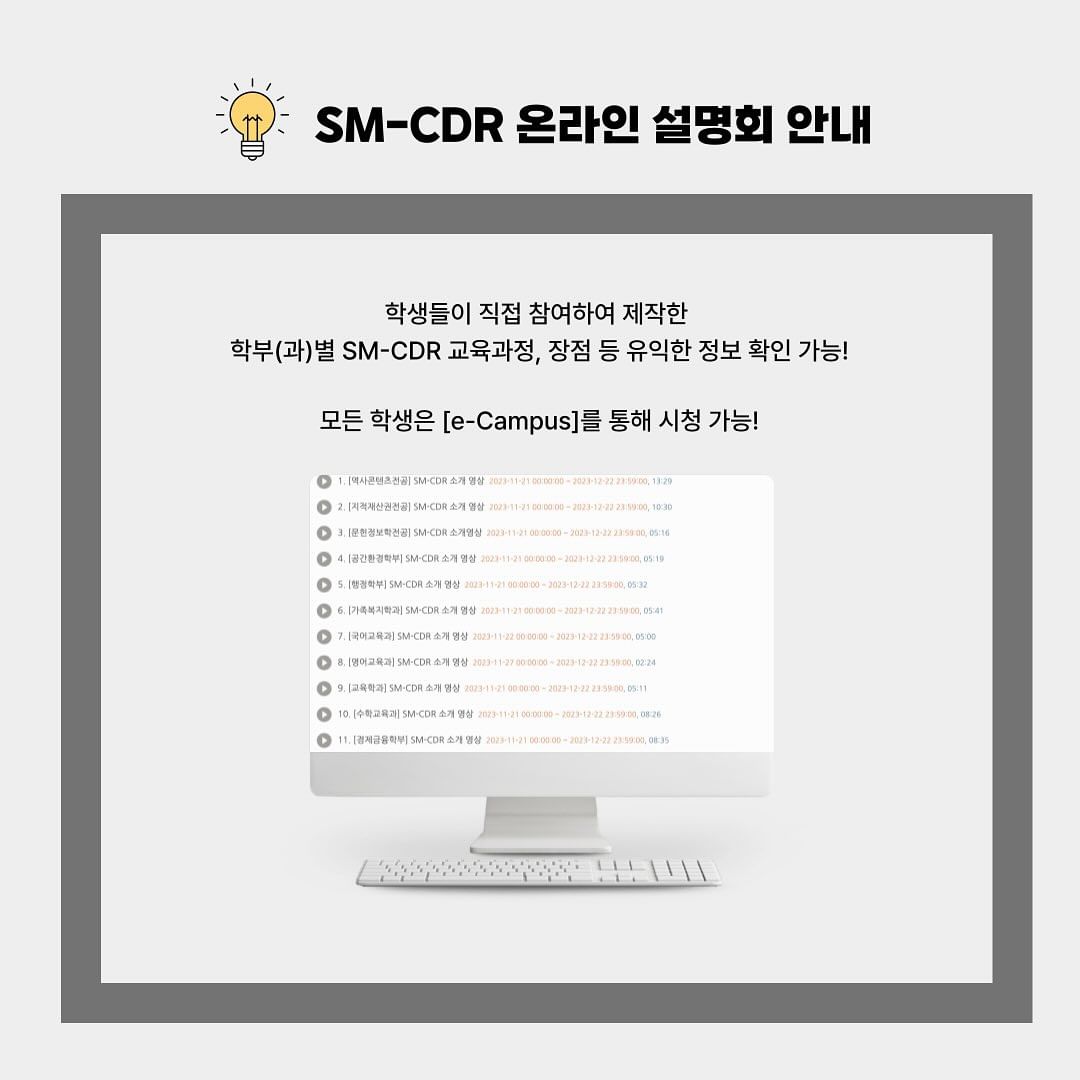 SM-CDR 온라인 설명회 안내
학생들이 직접 참여하여 제작한
학부(과)별 SM-CDR 교육과정, 장점 등 유익한 정보 확인 가능!
모든 학생은 [e-Campus]를 통해 시청 가능!
1. [역사콘텐츠전공] SM-CDR 소개 영상 2023-11-21 00:00:00 ~ 2023-12-22 23:59:00, 13:29
2. [지적재산권전공] SM-CDR 소개 영상 2023-11-21 00:00:00 ~ 2023-12-22 23:59:00, 10:30
3. [문헌정보학전공] SM-CDR 소개영상 2023-11-21 00:00:00 ~ 2023-12-22 23:59:00, 05:16
4. [공간환경학부] SM-CDR 소개 영상 2023-11-21 00:00:00 ~ 2023-12-22 23:59:00, 05:19
5. [행정학부] SM-CDR 소개 영상 2023-11-21 00:00:00 ~ 2023-12-22 23:59:00, 05:32
6. [가족복지학과] SM-CDR 소개 영상 2023-11-21 00:00:00 ~ 2023-12-22 23:59:00, 05:41
7. [국어교육과] SM-CDR 소개 영상 2023-11-22 00:00:00 ~ 2023-12-22 23:59:00, 05:00
8. [영어교육과] SM-CDR 소개 영상 2023-11-27 00:00:00 ~ 2023-12-22 23:59:00, 02:24
9. [교육학과] SM-CDR 소개 영상 2023-11-21 00:00:00 ~ 2023-12-22 23:59:00, 05:11
10. [수학교육과] SM-CDR 소개 영상 2023-11-21 00:00:00 ~ 2023-12-22 23:59:00, 08:26
11. [경제금융학부] SM-CDR 소개 영상 2023-11-21 00:00:00 ~ 2023-12-22 23:59:00, 08:35